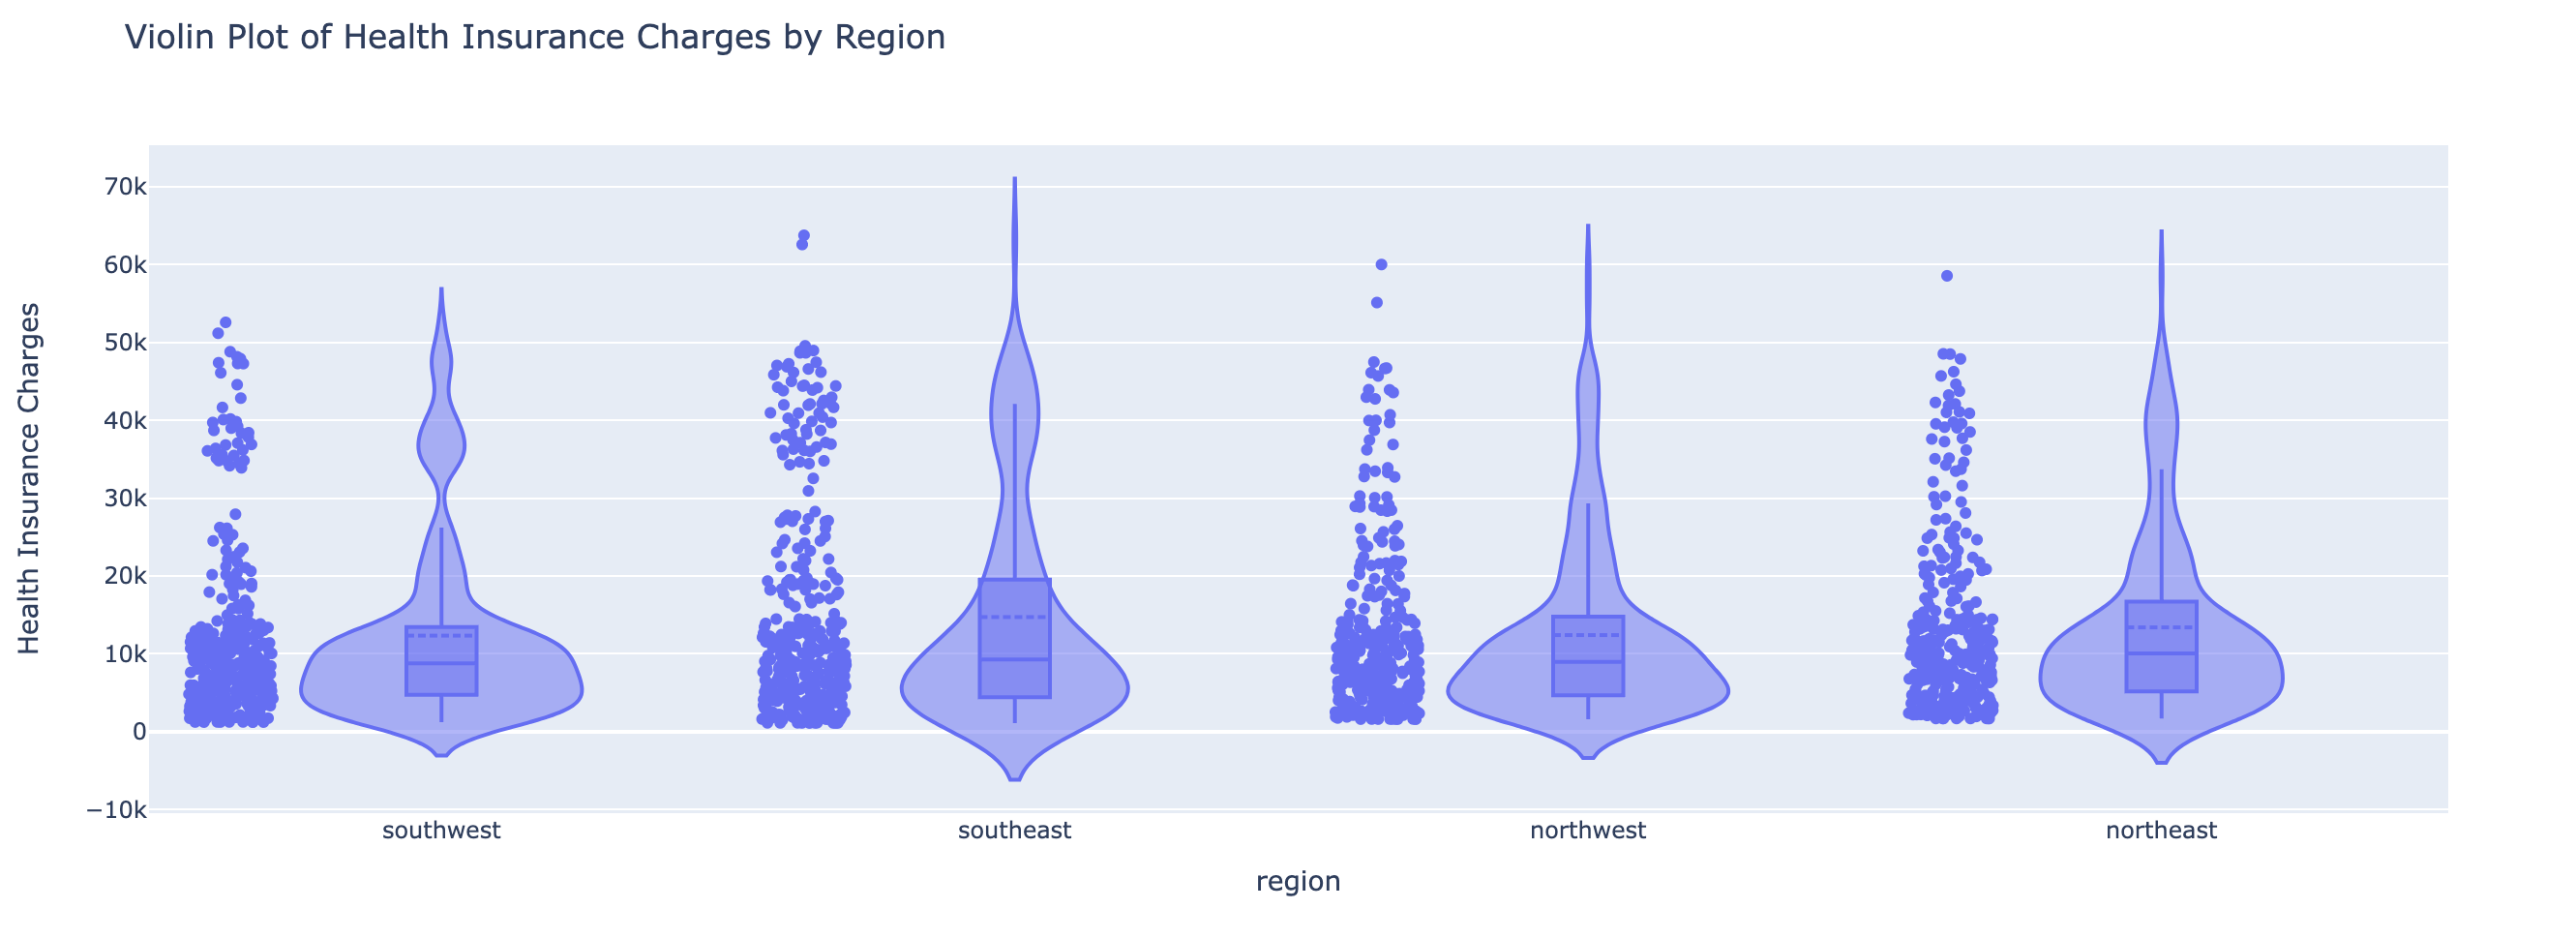 Violin Plot of Health Insurance Charges by Region
Health Insurance Charges
70k
60k
50k
40k
30k
20k
10k
0
−10k
southwest southeast northwest northeast
region